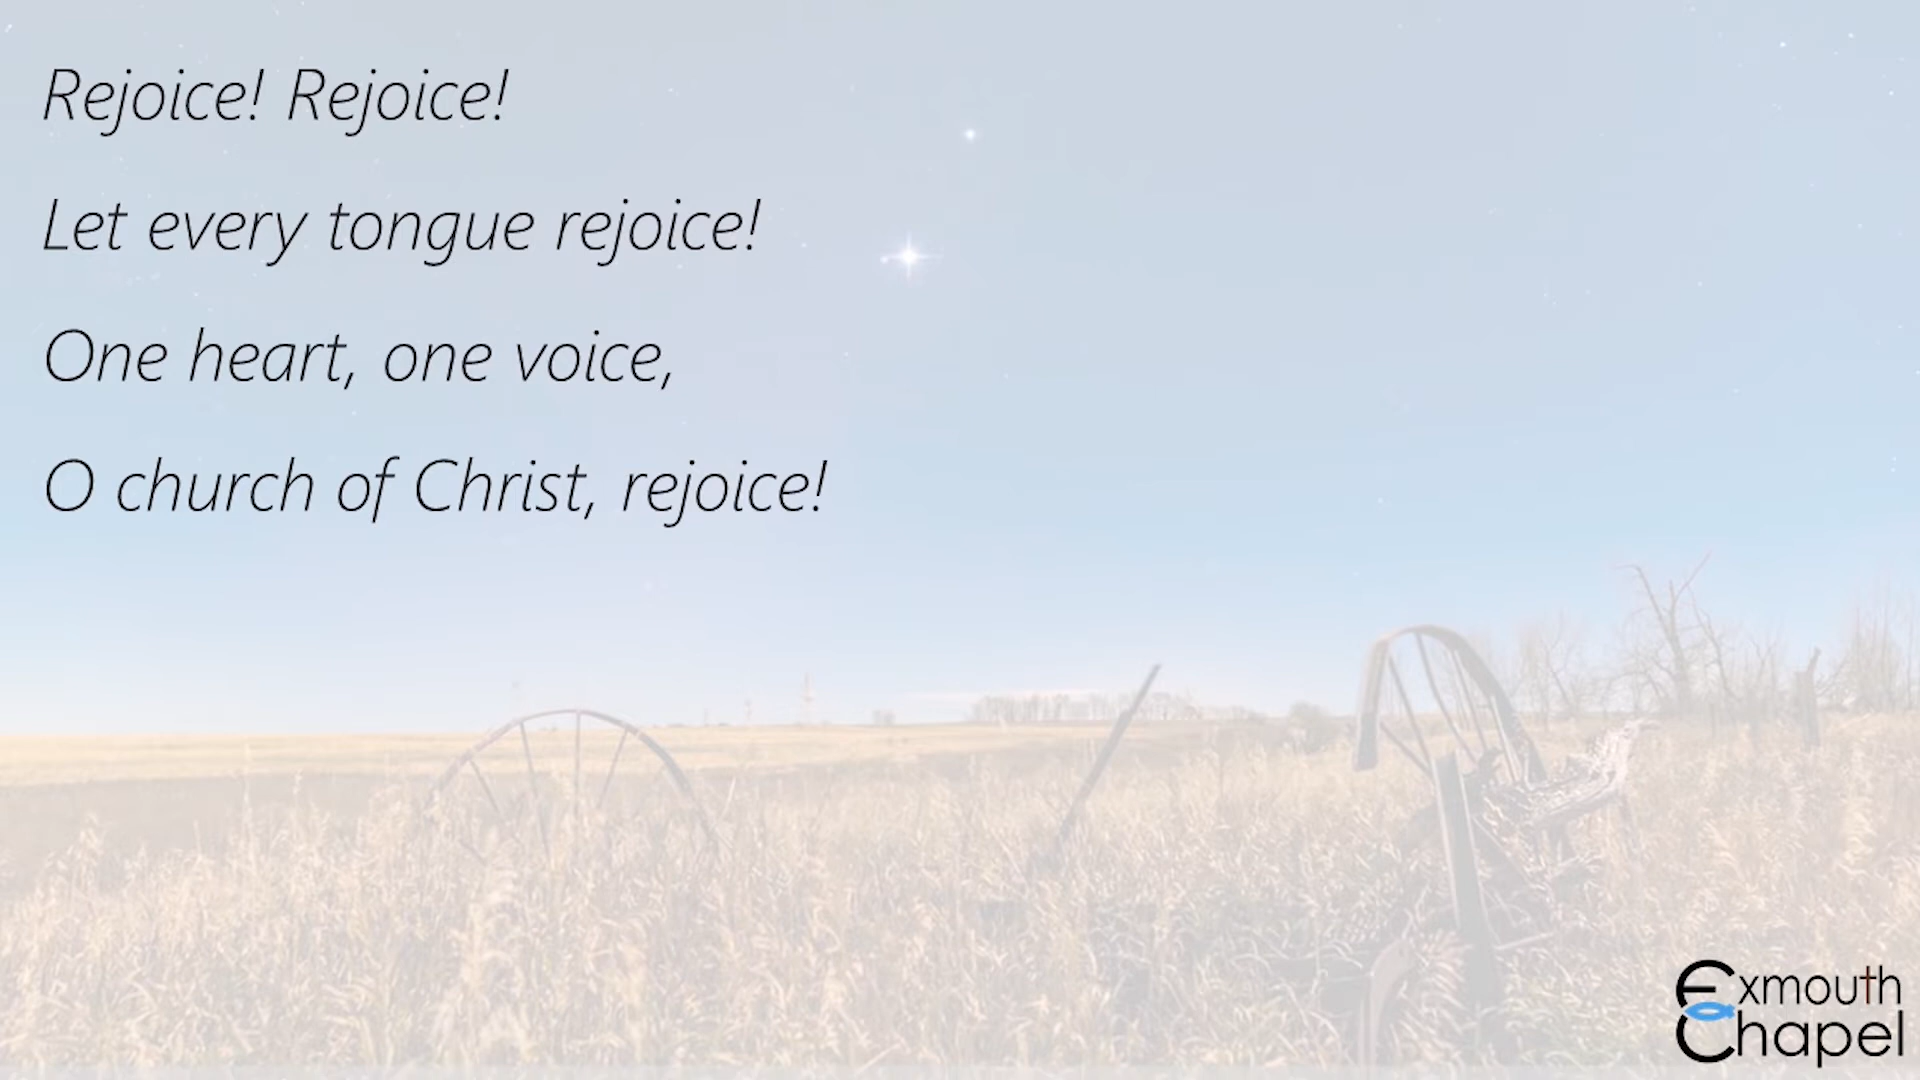 Rejoice! Rejoice!
Let every tongue rejoice!
One heart, one voice,
O church of Christ, rejoice!
Exmouth
Chapel